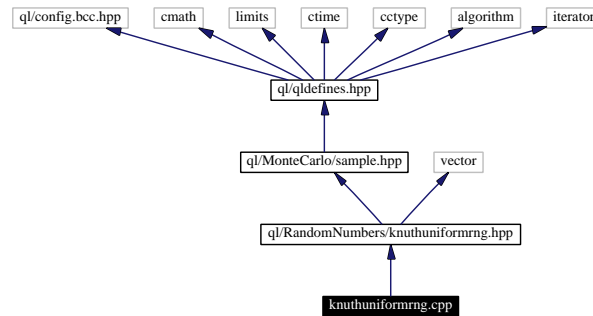 ql/config.bcc.hpp cmath limits ctime cctype algorithm iterator
ql/qldefines.hpp
ql/MonteCarlo/sample.hpp vector
ql/RandomNumbers/knuthuniformrng.hpp
knuthuniformrng.cpp